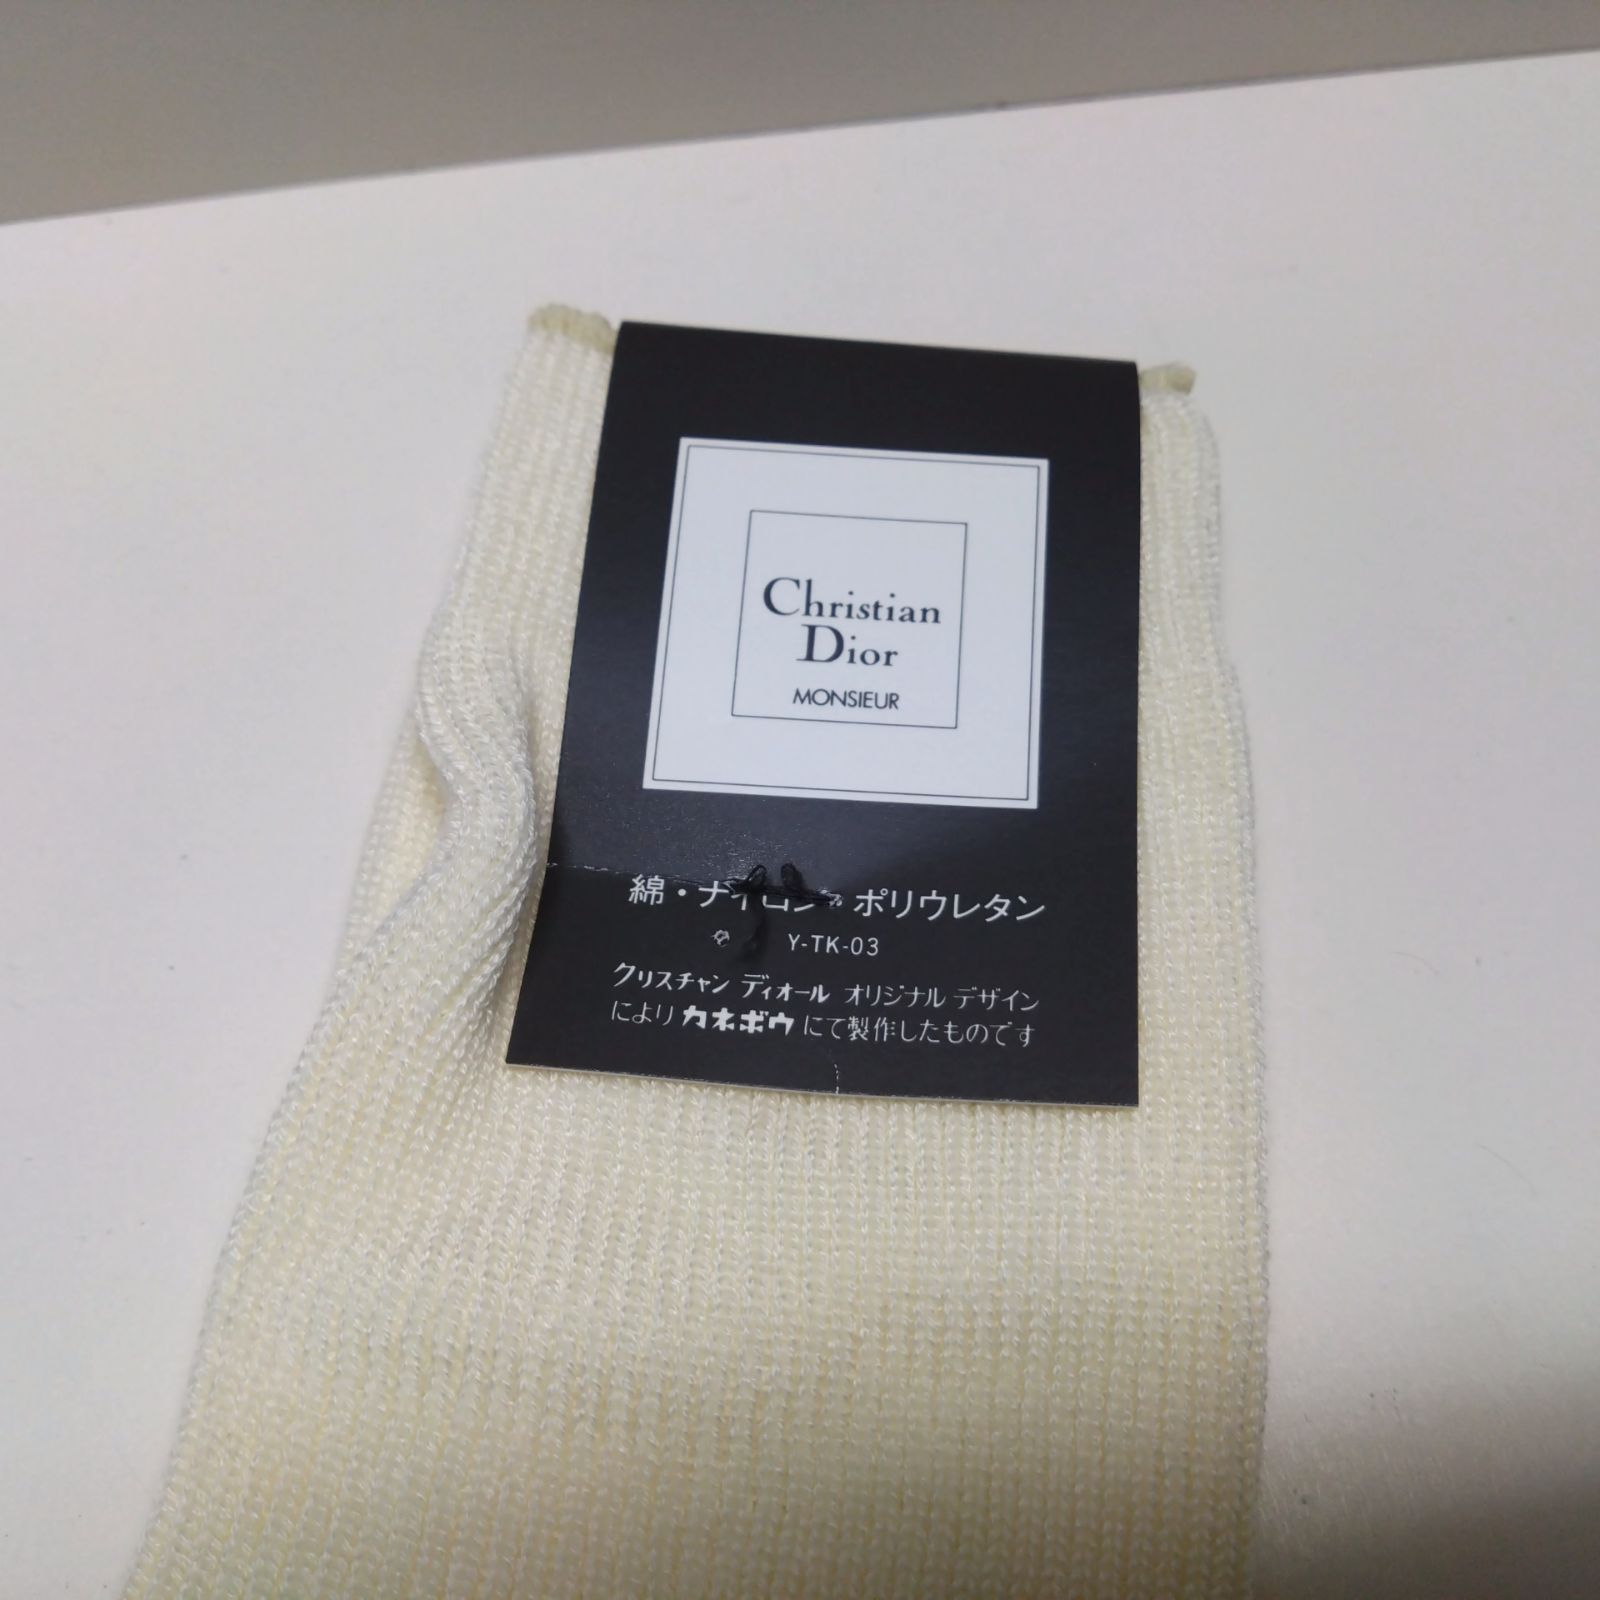 Christian
Dior
MONSIEUR
綿・ナイロン・ポリウレタン
Y-TK-03
クリスチャン ディオール オリジナル デザイン
により カネボウ にて製作したものです